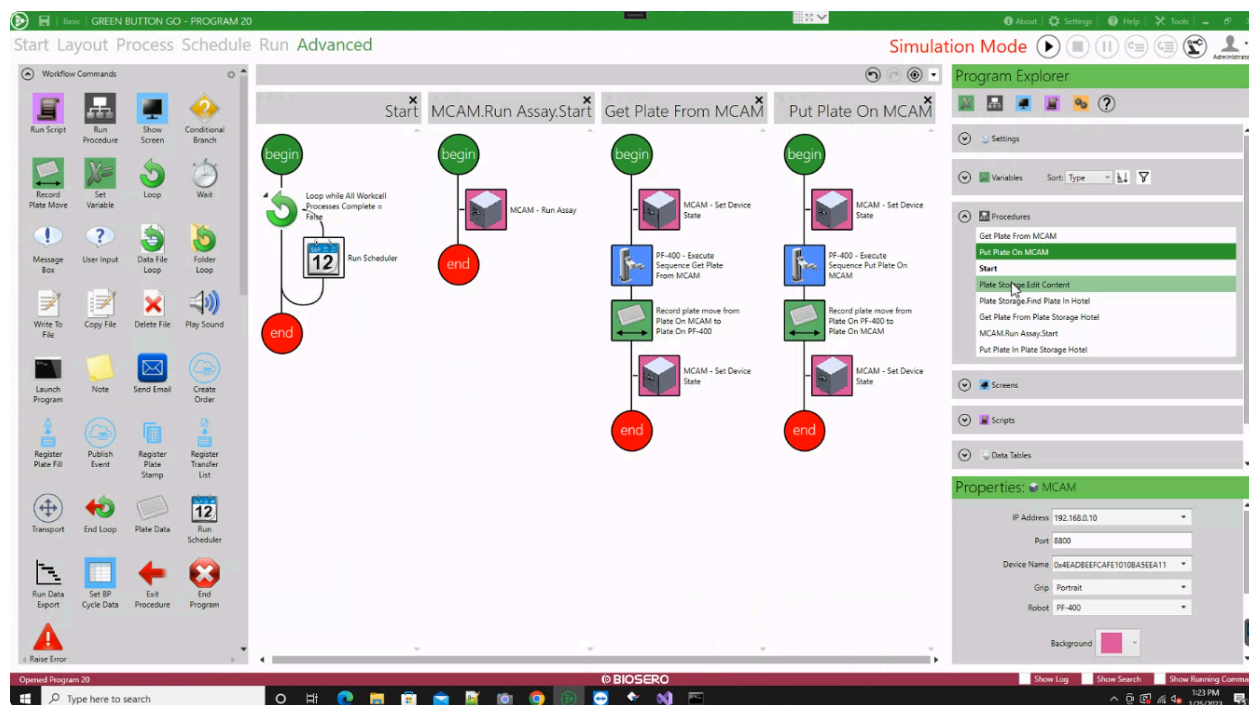 Basic | GREEN BUTTON GO - PROGRAM 20
About | Settings | Help | Tools
Start Layout Process Schedule Run Advanced
Simulation Mode
Administrator
Workflow Commands
Run Script
Run Procedure
Show Screen
Conditional Branch
Record Plate Move
Set Variable
Loop
Wait
Message Box
User Input
Data File Loop
Folder Loop
Write To File
Copy File
Delete File
Play Sound
Launch Program
Note
Send Email
Create Order
Register Plate Fill
Publish Event
Register Plate Stamp
Register Transfer List
Transport
End Loop
Plate Data
12
Run Scheduler
Run Data Export
Set BP Cycle Data
Exit Procedure
End Program
Raise Error
Start
begin
Loop while All Workcell
Processes Complete =
False
12
Run Scheduler
end
MCAM.Run Assay.Start
begin
MCAM - Run Assay
end
Get Plate From MCAM
begin
MCAM - Set Device
State
PF-400 - Execute
Sequence Get Plate
From MCAM
Record plate move from
Plate On MCAM to
Plate On PF-400
MCAM - Set Device
State
end
Put Plate On MCAM
begin
MCAM - Set Device
State
PF-400 - Execute
Sequence Put Plate On
MCAM
Record plate move from
Plate On PF-400 to
Plate On MCAM
MCAM - Set Device
State
end
Program Explorer
Settings
Variables Sort: Type
Procedures
Get Plate From MCAM
Put Plate On MCAM
Start
Plate Storage.Edit Content
Plate Storage.Find Plate In Hotel
Get Plate From Plate Storage Hotel
MCAM.Run Assay.Start
Put Plate In Plate Storage Hotel
Screens
Scripts
Data Tables
Properties: MCAM
IP Address 192.168.0.10
Port 8800
Device Name 0x4EADBEEFCAFE1010BA5EEA11
Grip Portrait
Robot PF-400
Background
Opened Program 20
BIOSERO
Show Log Show Search Show Running Comma
Type here to search
1:23 PM
1/25/2023